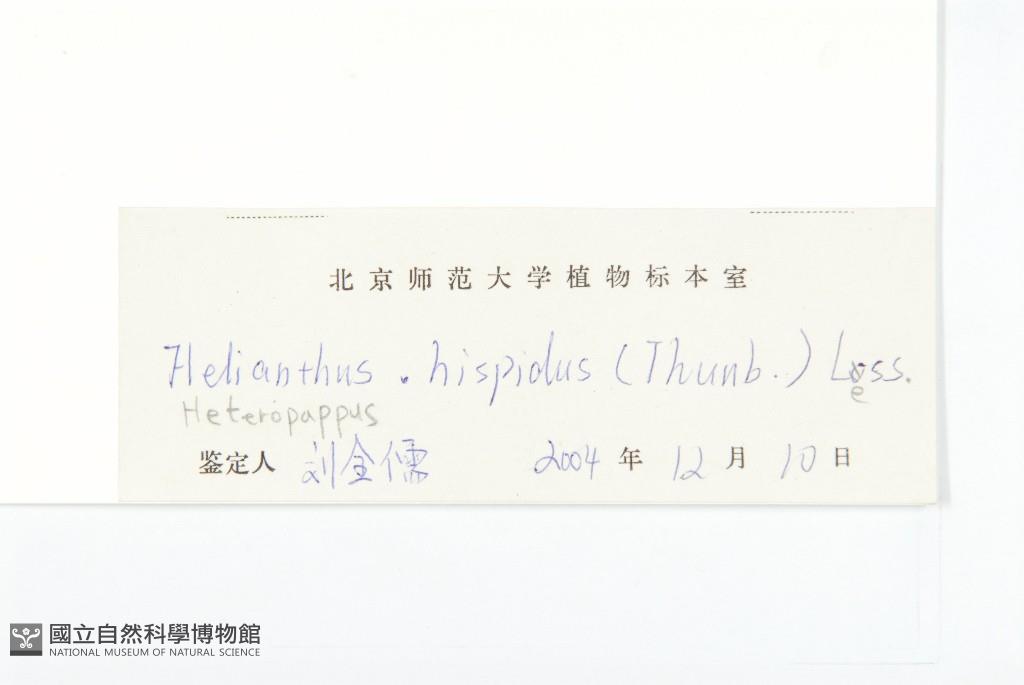 北京师范大学植物标本室
Helianthus . hispidus (Thunb.) Less.
Heteropappus e
鉴定人 刘全儒 2004 年 12 月 10 日
國立自然科學博物館
NATIONAL MUSEUM OF NATURAL SCIENCE